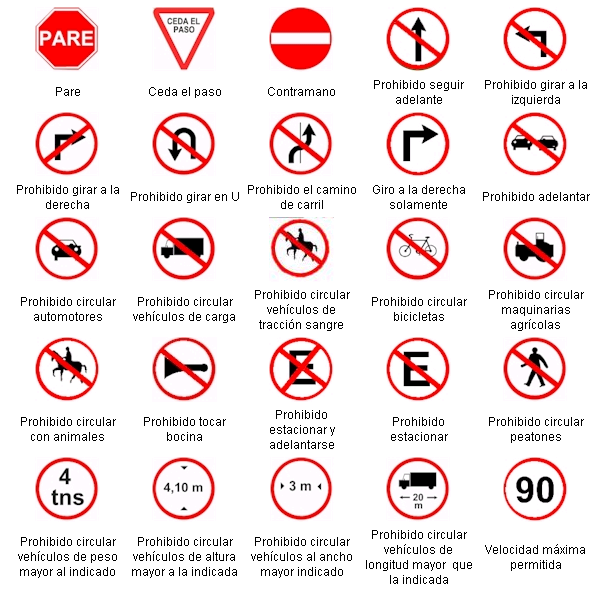 PARE
CEDA EL
PASO
Pare
Ceda el paso
Contramano
Prohibido seguir
adelante
Prohibido girar a la
izquierda
Prohibido girar a la
derecha
Prohibido girar en U
Prohibido el camino
de carril
Giro a la derecha
solamente
Prohibido adelantar
Prohibido circular
automotores
Prohibido circular
vehículos de carga
Prohibido circular
vehículos de
tracción sangre
Prohibido circular
bicicletas
Prohibido circular
maquinarias
agrícolas
E
E
Prohibido circular
con animales
Prohibido tocar
bocina
Prohibido
estacionar y
adelantarse
Prohibido
estacionar
Prohibido circular
peatones
4
tns
4,10 m
3 m
20
m
90
Prohibido circular
vehículos de peso
mayor al indicado
Prohibido circular
vehículos de altura
mayor a la indicada
Prohibido circular
vehículos al ancho
mayor indicado
Prohibido circular
vehículos de
longitud mayor que
la indicada
Velocidad máxima
permitida